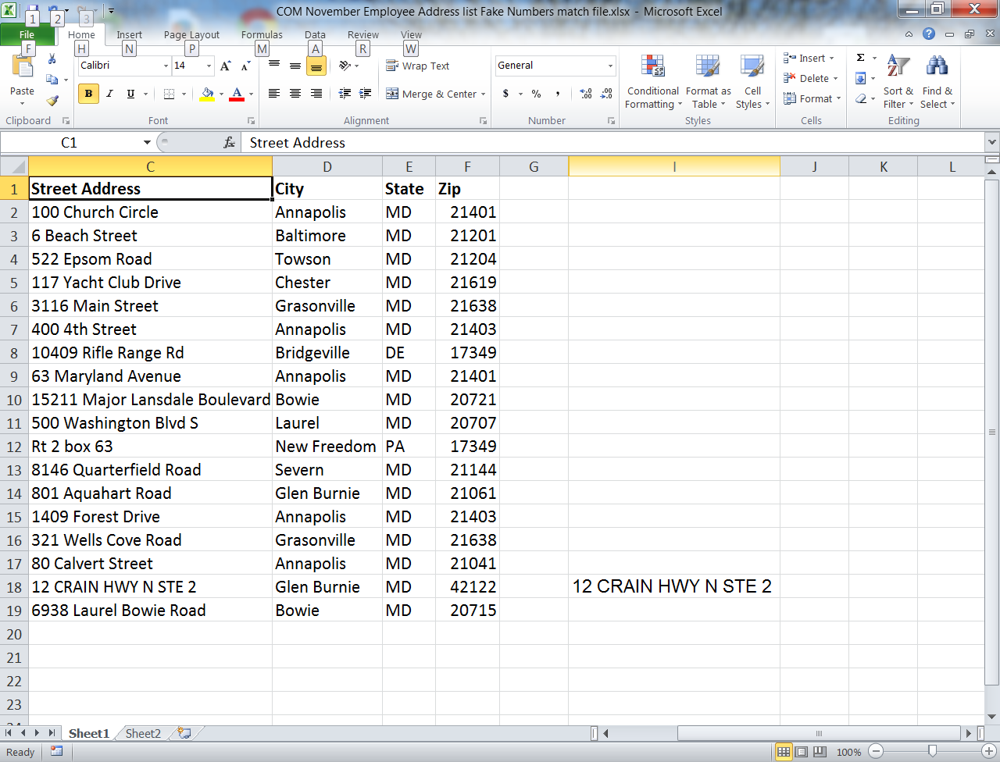 COM November Employee Address list Fake Numbers match file.xlsx - Microsoft Excel
1 2 3
File Home Insert Page Layout Formulas Data Review View
F H N P M A R W
Calibri 14 Wrap Text General Insert Σ
Paste B I U A Merge & Center $ % , .00 .00 Conditional Formatting Format as Table Cell Styles Delete Format Sort & Filter Find & Select
Clipboard Font Alignment Number Styles Cells Editing
C1 fx Street Address
C D E F G I J K L
1 Street Address City State Zip
2 100 Church Circle Annapolis MD 21401
3 6 Beach Street Baltimore MD 21201
4 522 Epsom Road Towson MD 21204
5 117 Yacht Club Drive Chester MD 21619
6 3116 Main Street Grasonville MD 21638
7 400 4th Street Annapolis MD 21403
8 10409 Rifle Range Rd Bridgeville DE 17349
9 63 Maryland Avenue Annapolis MD 21401
10 15211 Major Lansdale Boulevard Bowie MD 20721
11 500 Washington Blvd S Laurel MD 20707
12 Rt 2 box 63 New Freedom PA 17349
13 8146 Quarterfield Road Severn MD 21144
14 801 Aquahart Road Glen Burnie MD 21061
15 1409 Forest Drive Annapolis MD 21403
16 321 Wells Cove Road Grasonville MD 21638
17 80 Calvert Street Annapolis MD 21041
18 12 CRAIN HWY N STE 2 Glen Burnie MD 42122 12 CRAIN HWY N STE 2
19 6938 Laurel Bowie Road Bowie MD 20715
20
21
22
23
Sheet1 Sheet2
Ready 100%